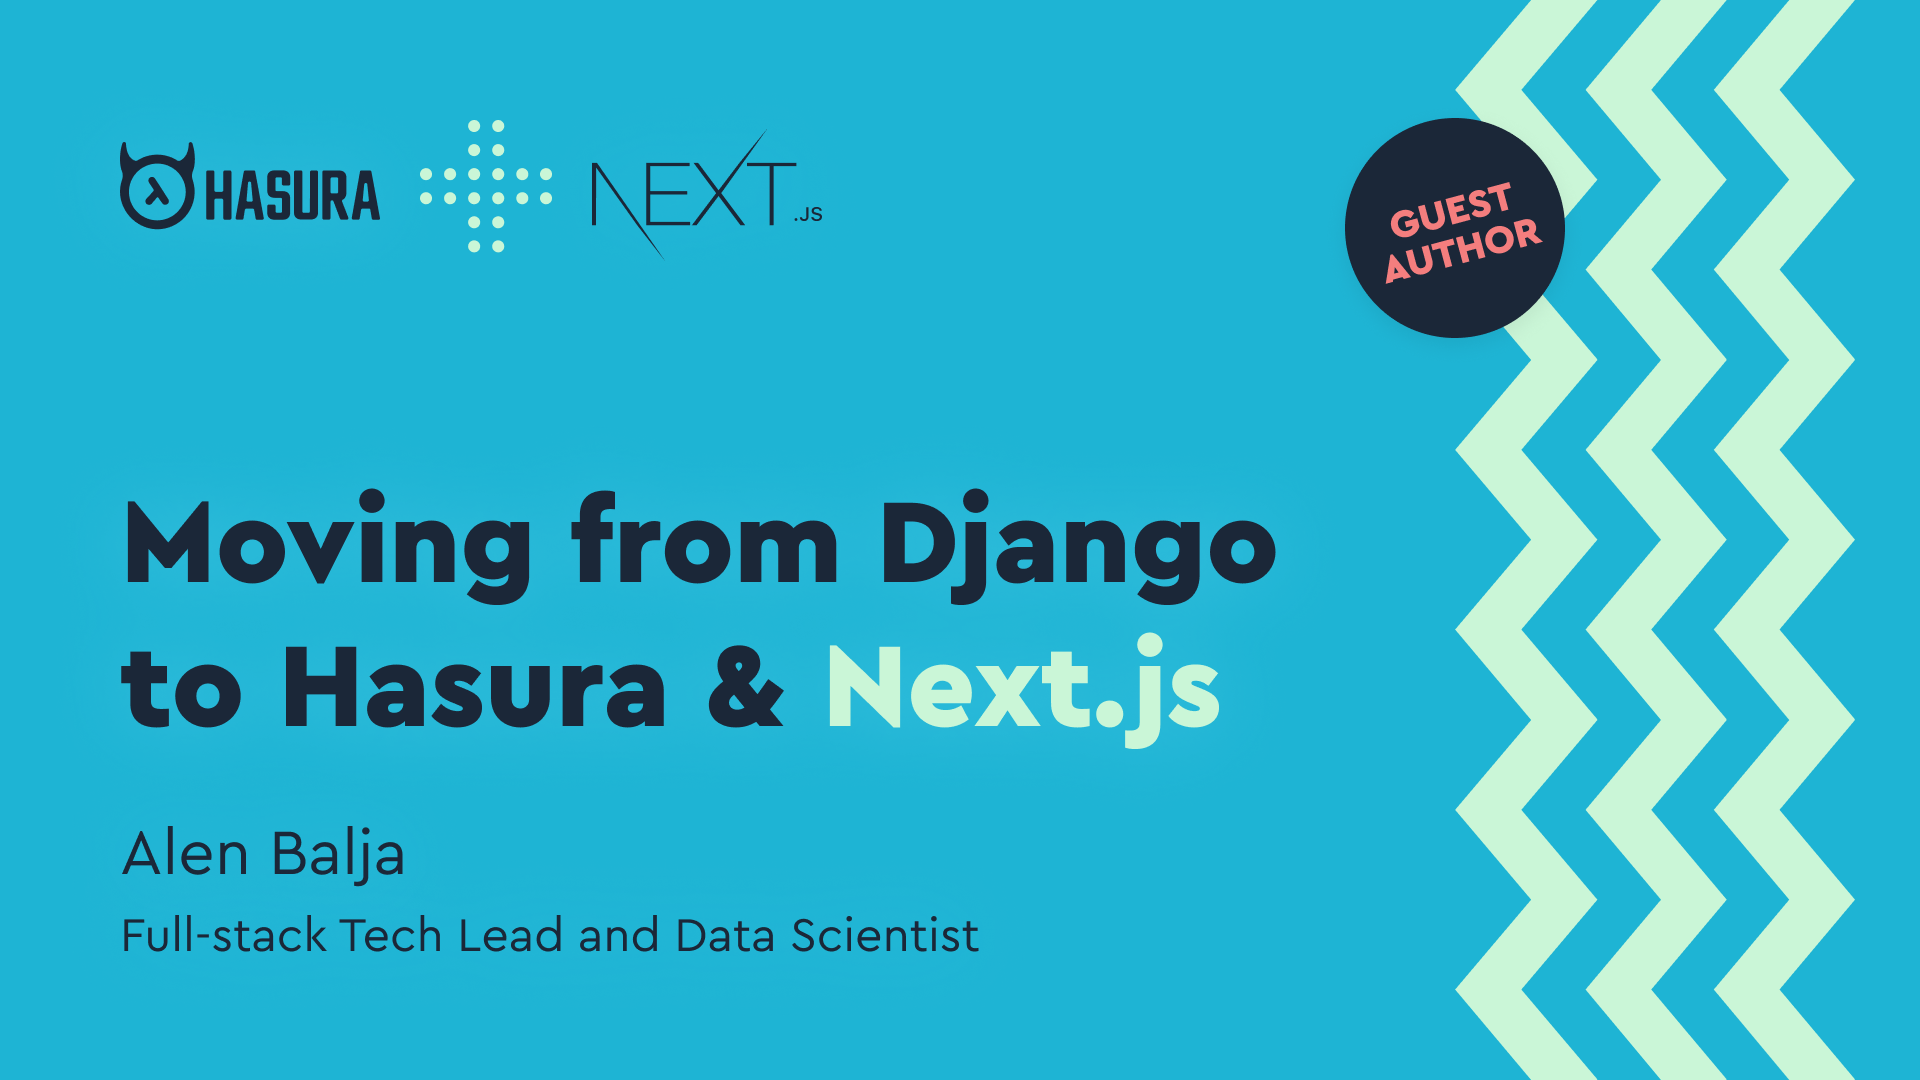 HASURA
NEXT.JS
GUEST
AUTHOR
Moving from Django
to Hasura & Next.js
Alen Balja
Full-stack Tech Lead and Data Scientist